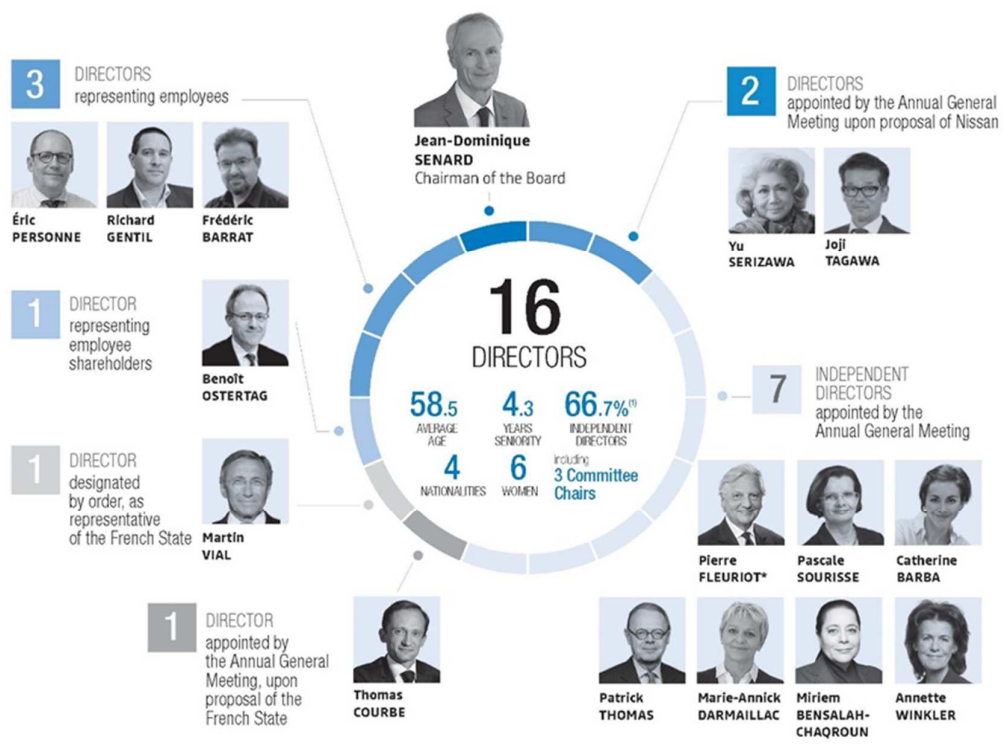 Jean-Dominique
SENARD
Chairman of the Board
3
DIRECTORS
representing employees
Éric
PERSONNE
Richard
GENTIL
Frédéric
BARRAT
2
DIRECTORS
appointed by the Annual General
Meeting upon proposal of Nissan
Yu
SERIZAWA
Joji
TAGAWA
1
DIRECTOR
representing
employee
shareholders
Benoît
OSTERTAG
16
DIRECTORS
58.5
AVERAGE
AGE
4.3
YEARS
SENIORITY
66.7%(1)
INDEPENDENT
DIRECTORS
4
NATIONALITIES
6
WOMEN
including
3 Committee
Chairs
7
INDEPENDENT
DIRECTORS
appointed by the
Annual General Meeting
1
DIRECTOR
designated
by order, as
representative
of the French State
Martin
VIAL
Pierre
FLEURIOT*
Pascale
SOURISSE
Catherine
BARBA
1
DIRECTOR
appointed by
the Annual General
Meeting, upon
proposal of the
French State
Thomas
COURBE
Patrick
THOMAS
Marie-Annick
DARMAILLAC
Miriem
BENSALAH-
CHAQROUN
Annette
WINKLER